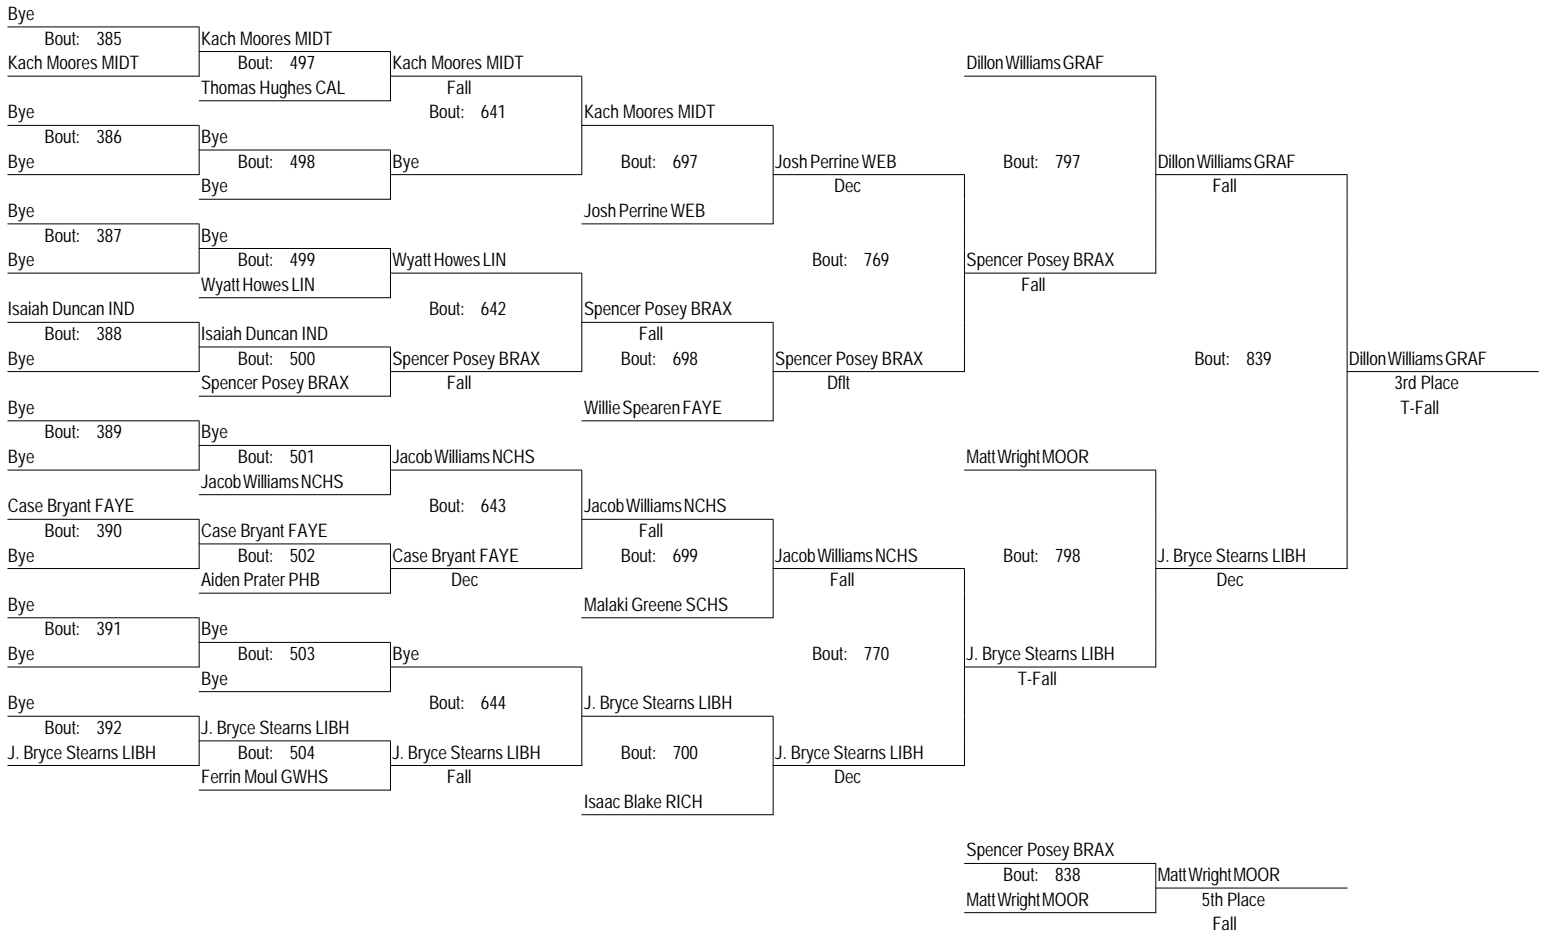 Bye
Bout: 385
Kach Moores MIDT
Bye
Bout: 386
Bye
Bye
Bout: 387
Bye
Isaiah Duncan IND
Bout: 388
Bye
Bye
Bout: 389
Bye
Case Bryant FAYE
Bout: 390
Bye
Bye
Bout: 391
Bye
Bye
Bout: 392
J. Bryce Stearns LIBH
Kach Moores MIDT
Bout: 497
Thomas Hughes CAL
Bye
Bout: 498
Bye
Bye
Bout: 499
Wyatt Howes LIN
Isaiah Duncan IND
Bout: 500
Spencer Posey BRAX
Bye
Bout: 501
Jacob Williams NCHS
Case Bryant FAYE
Bout: 502
Aiden Prater PHB
Bye
Bout: 503
Bye
J. Bryce Stearns LIBH
Bout: 504
Ferrin Moul GWHS
Kach Moores MIDT
Fall
Bout: 641
Bye
Wyatt Howes LIN
Bout: 642
Spencer Posey BRAX
Fall
Jacob Williams NCHS
Bout: 643
Case Bryant FAYE
Dec
Bye
Bout: 644
J. Bryce Stearns LIBH
Fall
Kach Moores MIDT
Bout: 697
Josh Perrine WEB
Spencer Posey BRAX
Fall
Bout: 698
Willie Spearen FAYE
Jacob Williams NCHS
Fall
Bout: 699
Malaki Greene SCHS
J. Bryce Stearns LIBH
Bout: 700
Isaac Blake RICH
Josh Perrine WEB
Dec
Bout: 769
Spencer Posey BRAX
Dflt
Jacob Williams NCHS
Fall
Bout: 770
J. Bryce Stearns LIBH
Dec
Dillon Williams GRAF
Bout: 797
Spencer Posey BRAX
Fall
Matt Wright MOOR
Bout: 798
J. Bryce Stearns LIBH
T-Fall
Dillon Williams GRAF
Fall
Bout: 839
J. Bryce Stearns LIBH
Dec
Dillon Williams GRAF
3rd Place
T-Fall
Spencer Posey BRAX
Bout: 838
Matt Wright MOOR
Matt Wright MOOR
5th Place
Fall